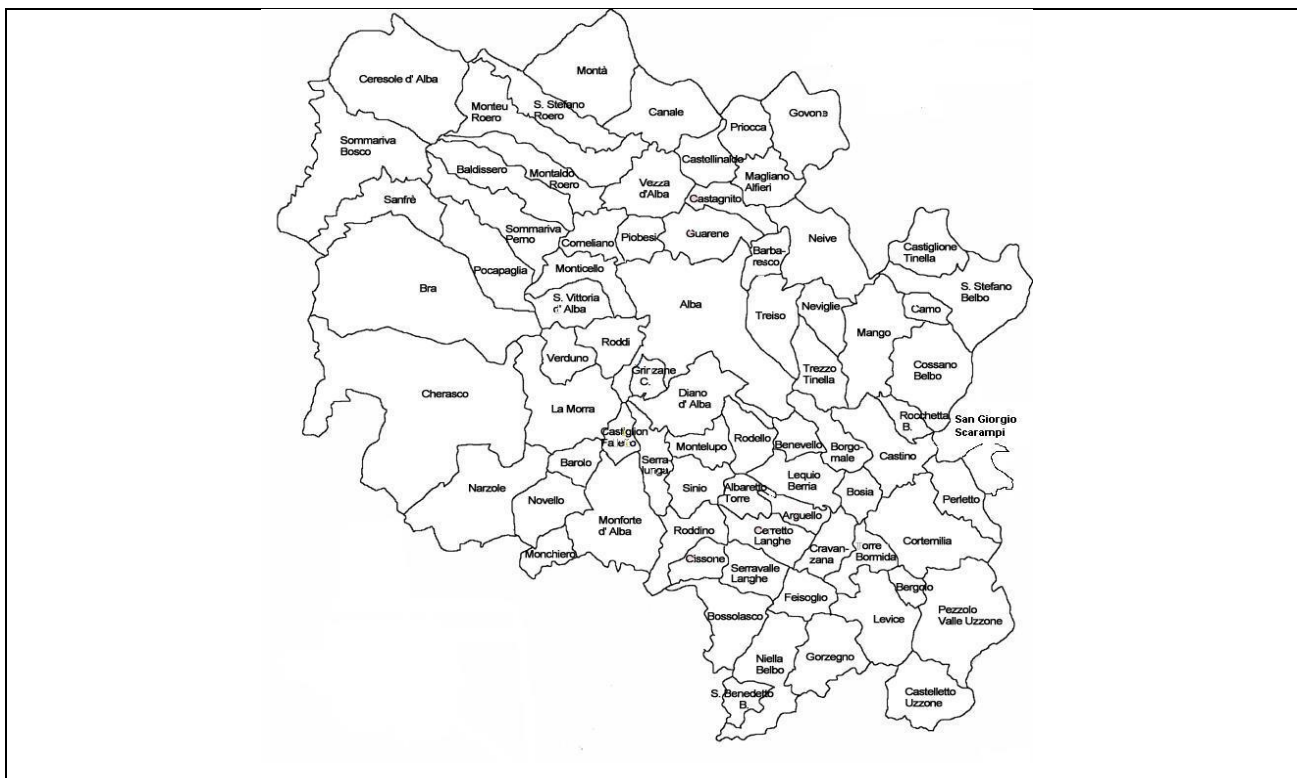 Montà
Ceresole d' Alba
Monteu
Roero
S. Stefano
Roero
Canale
Govone
Priocca
Sommariva
Bosco
Castellinaldo
Baldissero
Montaldo
Roero
Magliano
Alfieri
Vezza
d'Alba
Sanfrè
Castagnito
Sommariva
Perno
Corneliano
Piobesi
Guarene
Neive
Barba-
resco
Castiglione
Tinella
Pocapaglia
Monticello
Bra
S. Vittoria
d' Alba
Alba
Treiso
Neviglie
S. Stefano
Belbo
Camo
Mango
Verduno
Roddi
Grinzane
C.
Trezzo
Tinella
Cossano
Belbo
Cherasco
Diano
d' Alba
La Morra
Rocchetta
B.
San Giorgio
Scarampi
Castiglion
Falletto
Montelupo
Rodello
Benevello
Borgo-
male
Castino
Barolo
Serra-
lunga
Lequio
Berria
Narzole
Novello
Sinio
Albaretto
Torre
Bosia
Perletto
Monforte
d' Alba
Arguello
Roddino
Cerretto
Langhe
Cravan-
zana
Torre
Bormida
Cortemilia
Monchiero
Cissone
Serravalle
Langhe
Feisoglio
Bergolo
Bossolasco
Levice
Pezzolo
Valle Uzzone
Niella
Belbo
Gorzegno
S. Benedetto
B.
Castelletto
Uzzone